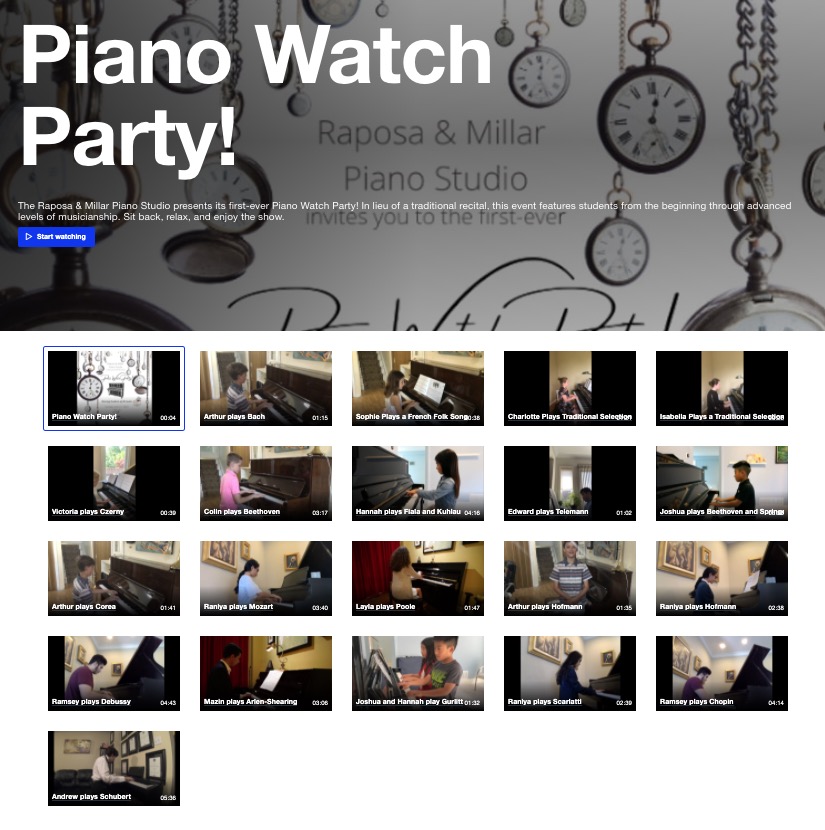 Piano Watch
Party!
Raposa & Millar
Piano Studio
invites you to the first-ever
The Raposa & Millar Piano Studio presents its first-ever Piano Watch Party! In lieu of a traditional recital, this event features students from the beginning through advanced
levels of musicianship. Sit back, relax, and enjoy the show.
Start watching
Piano Watch Party! 00:04
Arthur plays Bach 01:15
Sophie Plays a French Folk Song 00:38
Charlotte Plays Traditional Selection
Isabella Plays a Traditional Selection
Victoria plays Czerny 00:39
Colin plays Beethoven 03:17
Hannah plays Fiala and Kuhlau 04:16
Edward plays Telemann 01:02
Joshua plays Beethoven and
Arthur plays Corea 01:41
Raniya plays Mozart 03:40
Layla plays Poole 01:47
Arthur plays Hofmann 01:35
Raniya plays Hofmann 02:38
Ramsey plays Debussy 04:43
Mazin plays Arlen-Shearing 03:06
Joshua and Hannah play Gurlitt 01:32
Raniya plays Scarlatti 02:39
Ramsey plays Chopin 04:14
Andrew plays Schubert 05:36